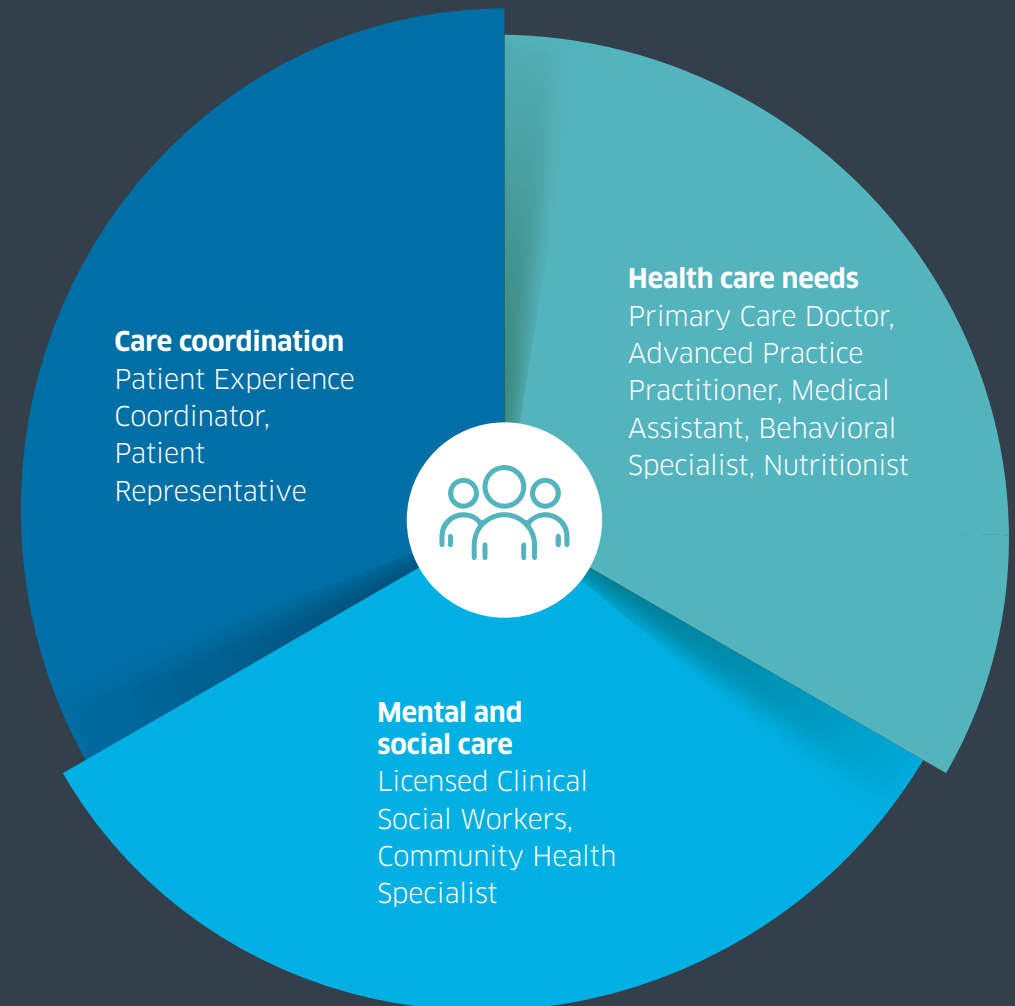 Care coordination
Patient Experience
Coordinator,
Patient
Representative
Health care needs
Primary Care Doctor,
Advanced Practice
Practitioner, Medical
Assistant, Behavioral
Specialist, Nutritionist
Mental and
social care
Licensed Clinical
Social Workers,
Community Health
Specialist